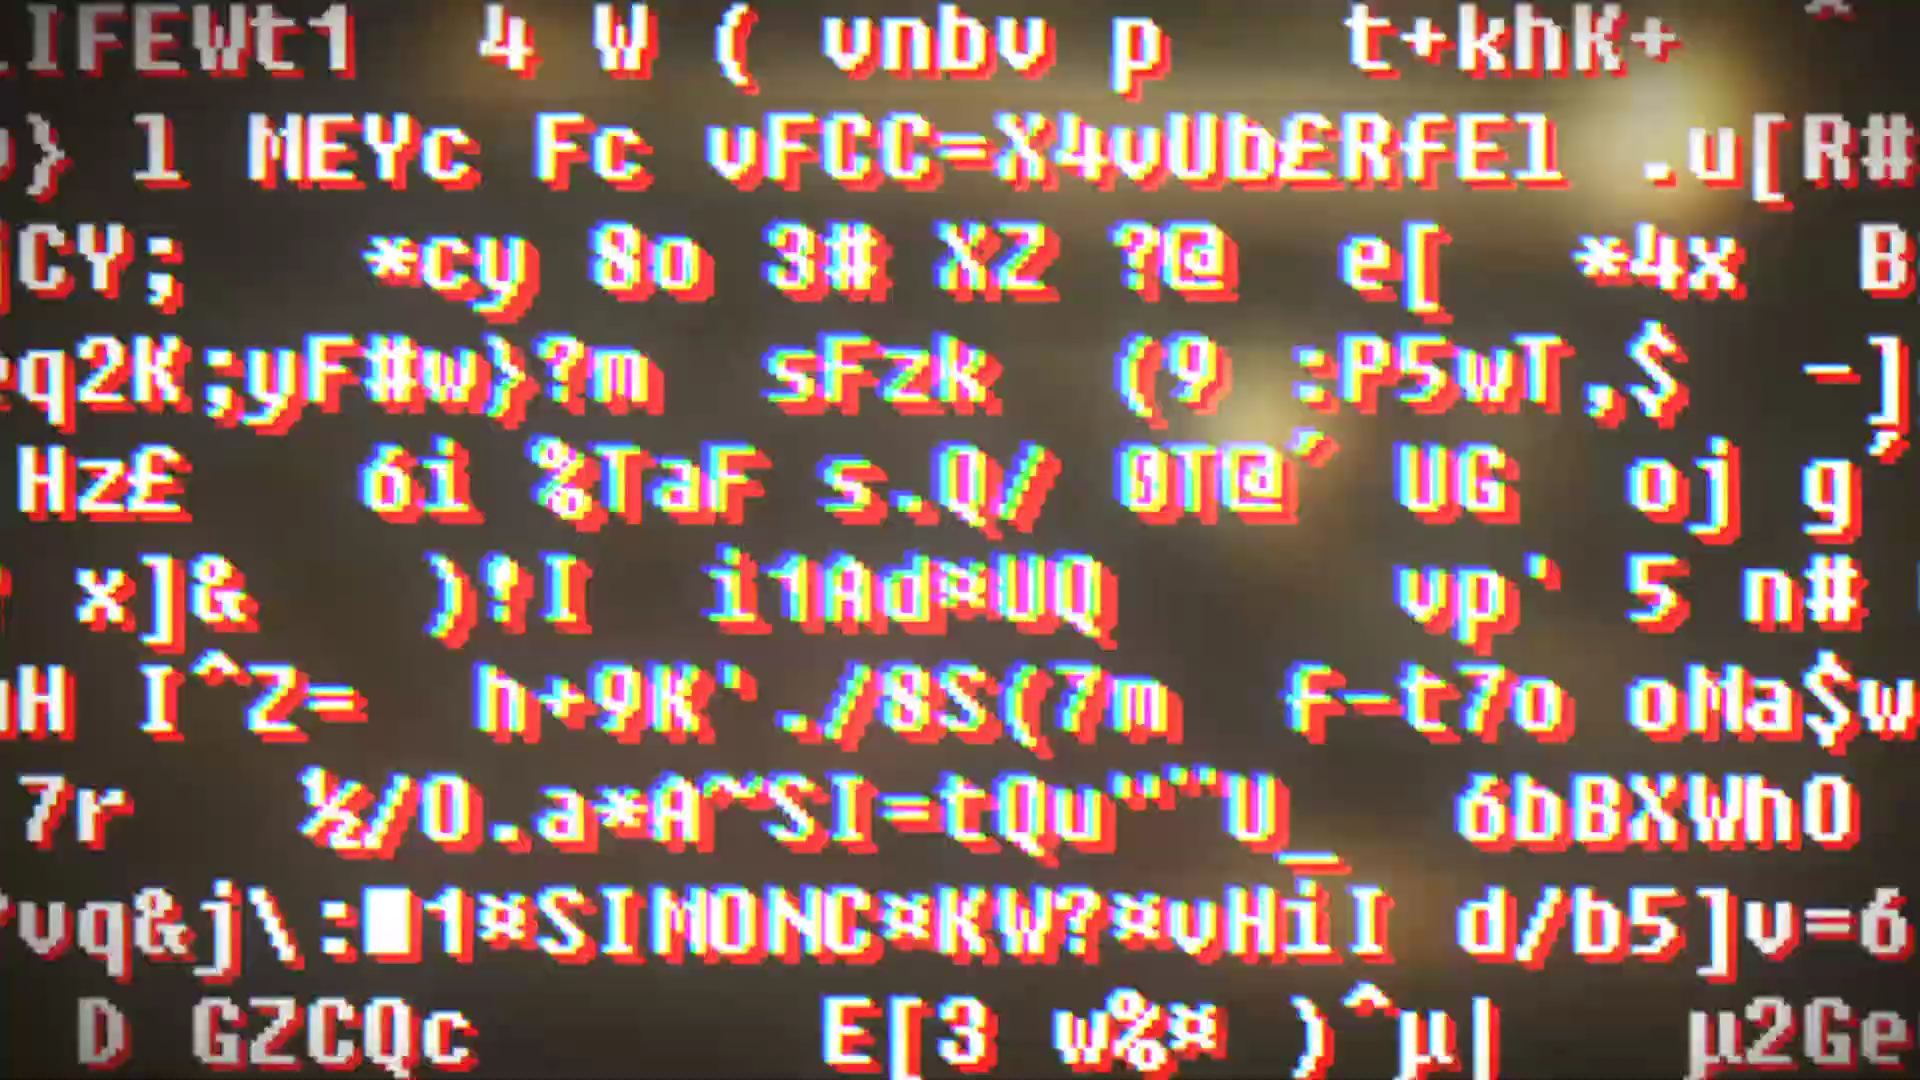 IFEWt1 4 W ( vnbv p t+khK+
} l MEYc Fc vFCC=X4vUb£RfE1 .u[R#
CY; *cy 8o 3# XZ ?@ e[ *4x B
q2K;yF#w}?m sFzk (9 :P5wT,$ -]
Hz£ 6i %TaF s.Q/ 0T@´ UG oj g
x]& )!I i1Ad¤UQ vp` 5 n#
H I^Z= h+9K'./8S(7m f-t7o oMa$w
7r ½/O.a*A~SI=tQu"¨U_ 6bBXWhO
vq&j\:■1¤SIMONC¤KW?¤vHiI d/b5]v=6
D GZCQc E[3 w%¤ )^µ| µ2Ge